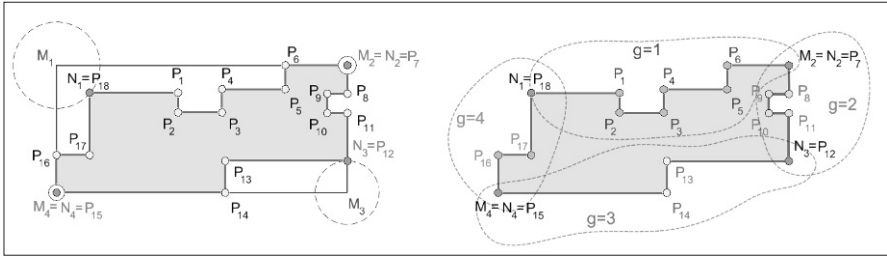 M₁
P₆
M₂= N₂=P₇
N₁=P₁₈
P₁
P₄
P₉
P₈
P₅
P₂
P₃
P₁₀
P₁₁
N₃=P₁₂
P₁₆
P₁₇
P₁₃
M₄= N₄=P₁₅
P₁₄
M₃
g=1
P₆
M₂= N₂=P₇
N₁=P₁₈
P₁
P₄
P₉
P₈
P₅
g=4
P₂
P₃
P₁₀
P₁₁
g=2
P₁₇
P₁₆
N₃=P₁₂
P₁₃
M₄= N₄=P₁₅
P₁₄
g=3